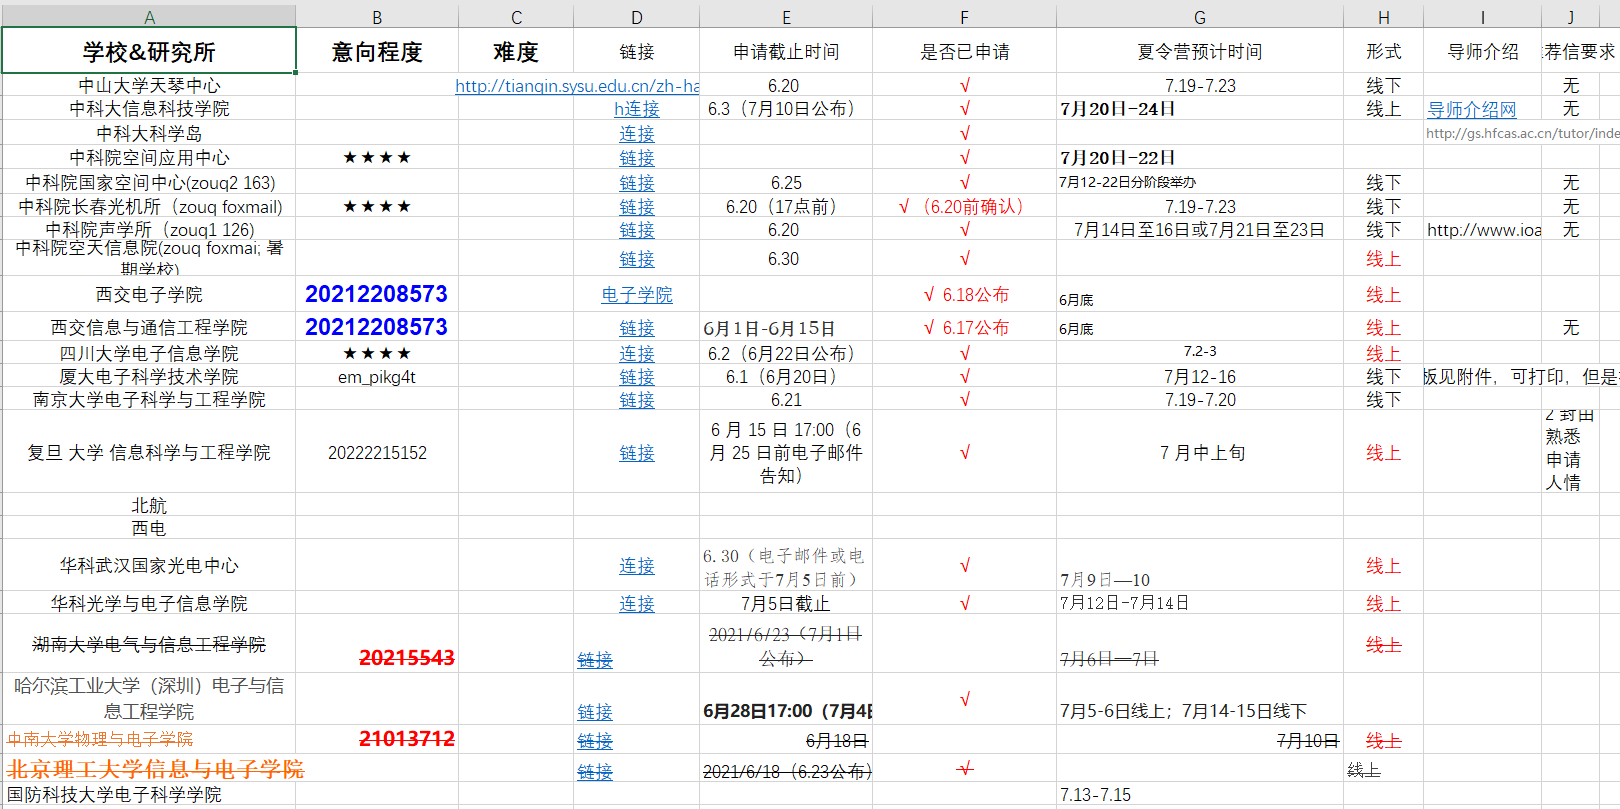 A B C D E F G H I J
学校&研究所 意向程度 难度 链接 申请截止时间 是否已申请 夏令营预计时间 形式 导师介绍 荐信要求
中山大学天琴中心 http://tianqin.sysu.edu.cn/zh-ha 6.20 √ 7.19-7.23 线下 无
中科大信息科技学院 h连接 6.3（7月10日公布） √ 7月20日-24日 线上 导师介绍网 无
中科大科学岛 连接 √ http://gs.hfcas.ac.cn/tutor/inde
中科院空间应用中心 ★★★★ 链接 √ 7月20日-22日
中科院国家空间中心(zouq2 163) 链接 6.25 √ 7月12-22日分阶段举办 线下 无
中科院长春光机所（zouq foxmail) ★★★★ 链接 6.20（17点前） √（6.20前确认） 7.19-7.23 线下 无
中科院声学所（zouq1 126) 链接 6.20 √ 7月14日至16日或7月21日至23日 线下 http://www.ioa 无
中科院空天信息院(zouq foxmai; 暑
期学校) 链接 6.30 √ 线上
西交电子学院 20212208573 电子学院 √ 6.18公布 6月底 线上
西交信息与通信工程学院 20212208573 链接 6月1日-6月15日 √ 6.17公布 6月底 线上 无
四川大学电子信息学院 ★★★★ 连接 6.2（6月22日公布） √ 7.2-3 线上
厦大电子科学技术学院 em_pikg4t 链接 6.1（6月20日） √ 7月12-16 线下 板见附件，可打印，但是
南京大学电子科学与工程学院 链接 6.21 √ 7.19-7.20 线下
复旦 大学 信息科学与工程学院 20222215152 链接 6 月 15 日 17:00（6
月 25 日前电子邮件
告知） √ 7 月中上旬 线上 2 封由
熟悉
申请
人情
北航
西电
华科武汉国家光电中心 连接 6.30（电子邮件或电
话形式于7月5日前） √ 7月9日—10 线上
华科光学与电子信息学院 连接 7月5日截止 √ 7月12日-7月14日 线上
湖南大学电气与信息工程学院 20215543 链接 2021/6/23（7月1日
公布） 7月6日—7日 线上
哈尔滨工业大学（深圳）电子与信
息工程学院 链接 6月28日17:00（7月4日 √ 7月5-6日线上；7月14-15日线下
中南大学物理与电子学院 21013712 链接 6月18日 7月10日 线上
北京理工大学信息与电子学院 链接 2021/6/18（6.23公布） √ 线上
国防科技大学电子科学学院 7.13-7.15